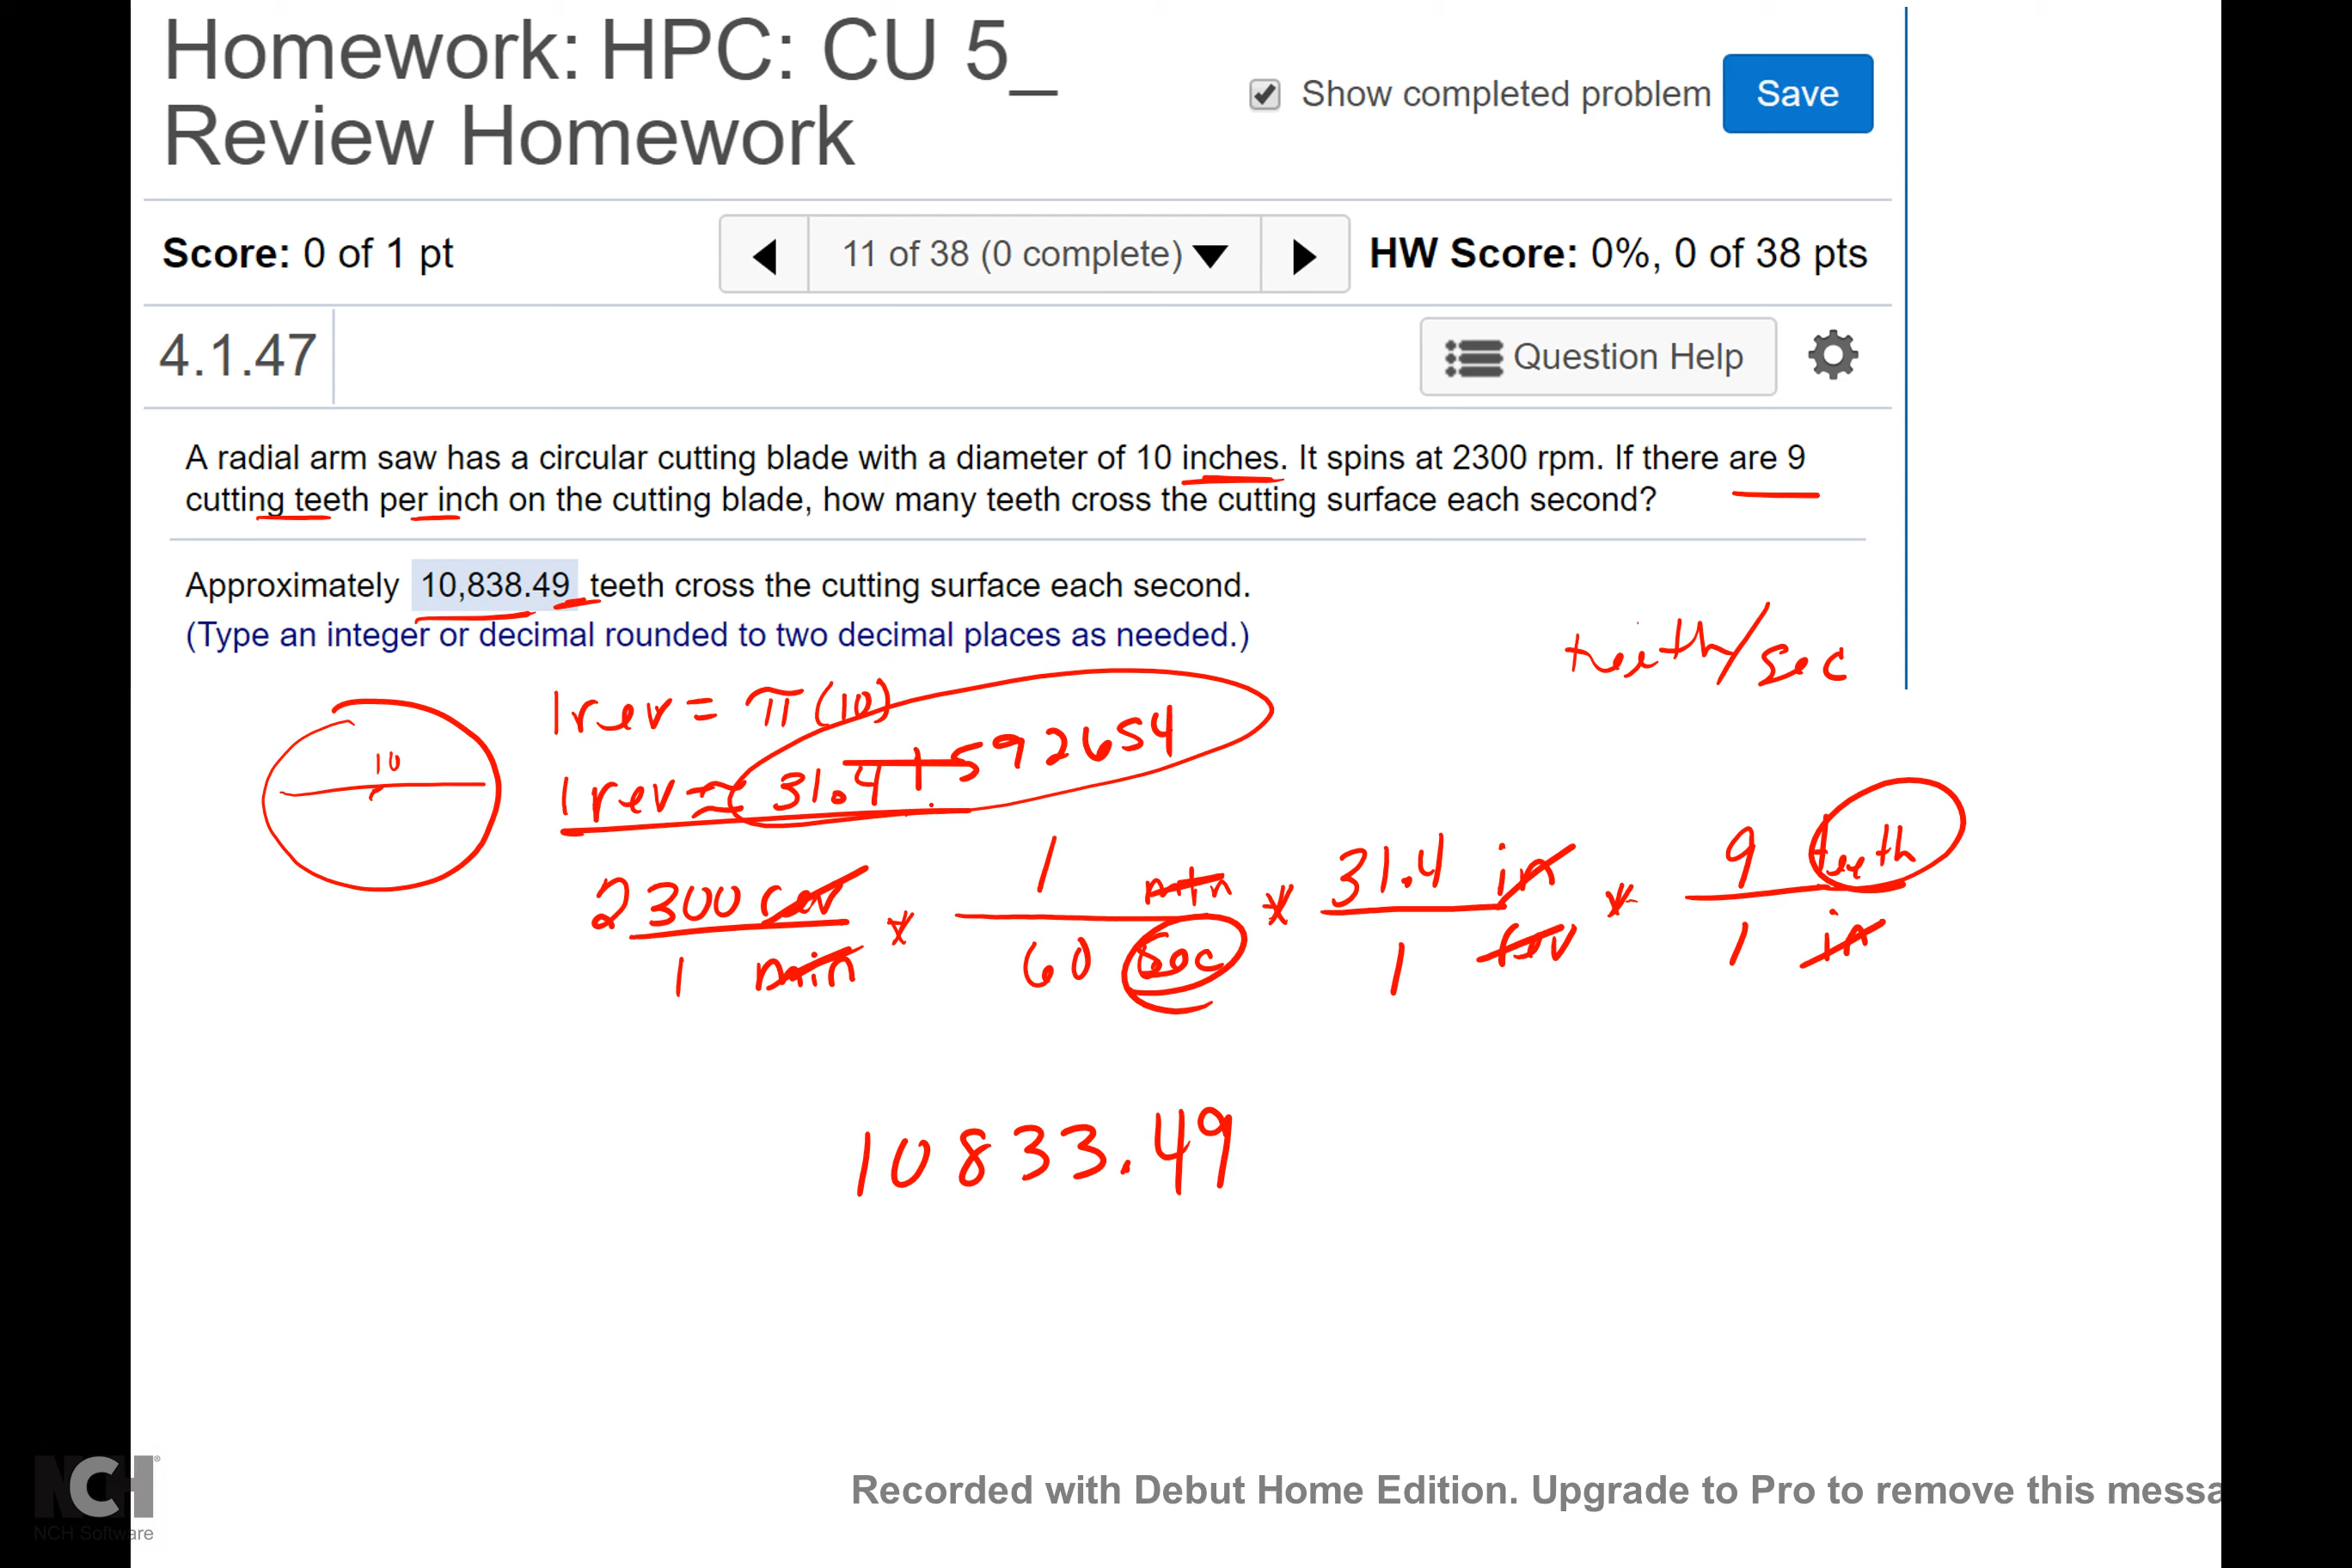 Homework: HPC: CU 5_
Review Homework
Show completed problem
Save
Score: 0 of 1 pt
11 of 38 (0 complete)
HW Score: 0%, 0 of 38 pts
4.1.47
Question Help
A radial arm saw has a circular cutting blade with a diameter of 10 inches. It spins at 2300 rpm. If there are 9
cutting teeth per inch on the cutting blade, how many teeth cross the cutting surface each second?
Approximately 10,838.49 teeth cross the cutting surface each second.
(Type an integer or decimal rounded to two decimal places as needed.)
teeth/sec
1 rev = π(10)
10
1 rev ≈ 31.41592654
2300 rev / 1 min * 1 min / 60 sec * 31.4 in / 1 rev * 9 teeth / 1 in
10833.49
NCH®
NCH Software
Recorded with Debut Home Edition. Upgrade to Pro to remove this messa